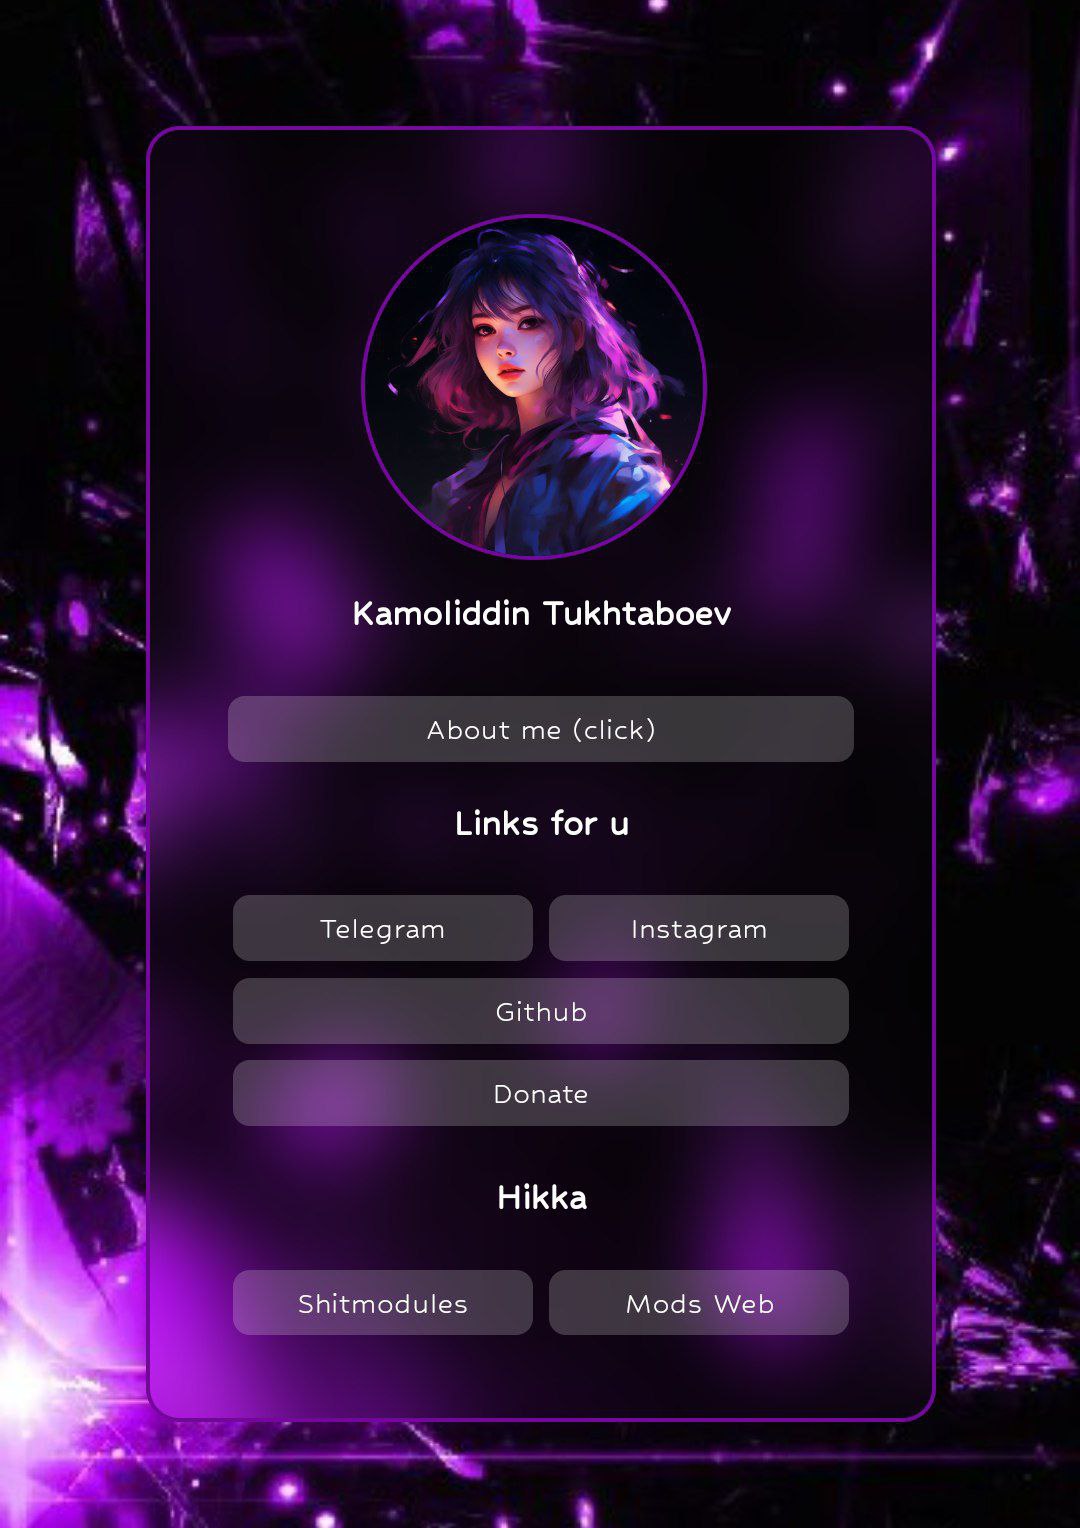 Kamoliddin Tukhtaboev
About me (click)
Links for u
Telegram
Instagram
Github
Donate
Hikka
Shitmodules
Mods Web